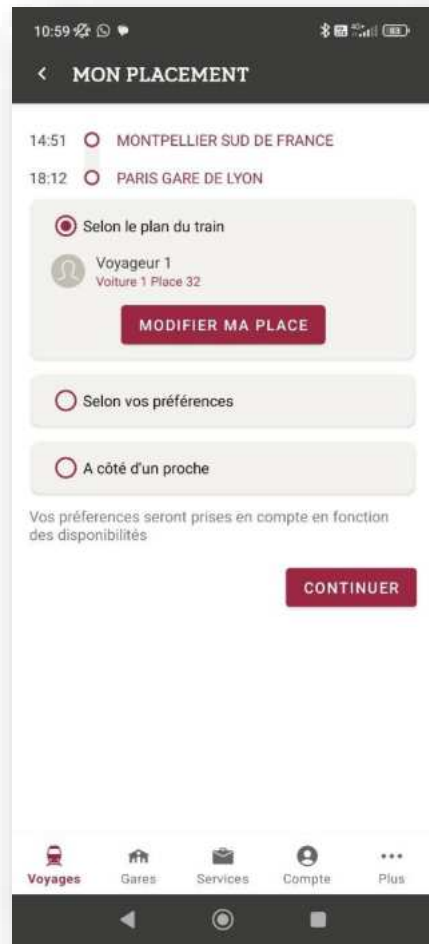 10:59
83
MON PLACEMENT
14:51 MONTPELLIER SUD DE FRANCE
18:12 PARIS GARE DE LYON
Selon le plan du train
Voyageur 1
Voiture 1 Place 32
MODIFIER MA PLACE
Selon vos préférences
A côté d'un proche
Vos préferences seront prises en compte en fonction
des disponibilités
CONTINUER
Voyages Gares Services Compte Plus